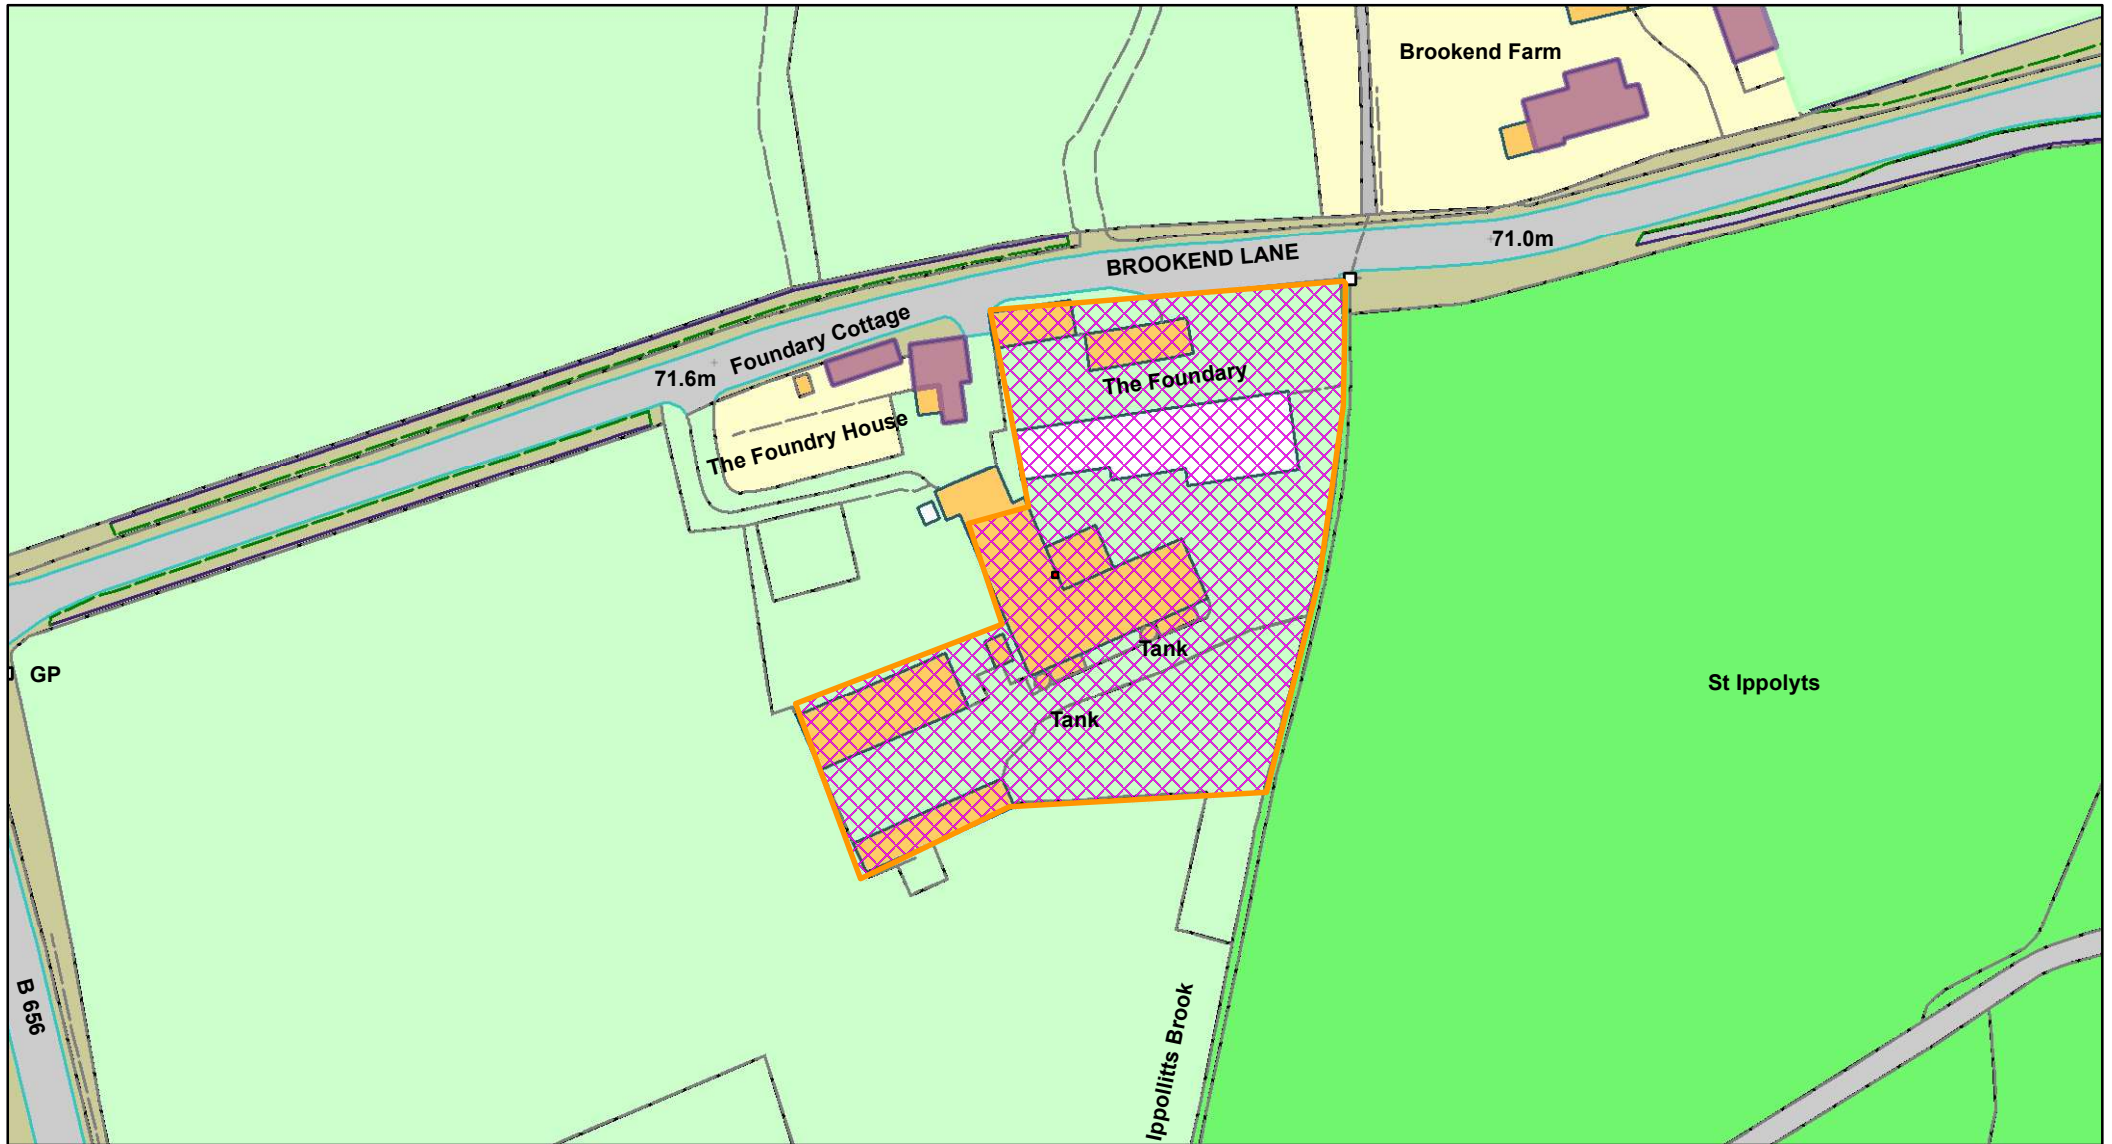 Brookend Farm
71.0m
BROOKEND LANE
Foundary Cottage
71.6m
The Foundary
The Foundry House
Tank
GP
St Ippolyts
Tank
B 656
Ippollitts Brook